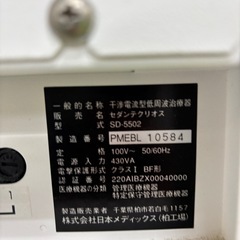 一般的名称 干渉電流型低周波治療器
販売名 セダンテクリオス
型式 SD-5502
製造番号 PMEBL 10584
定格 100V~ 50/60Hz
電源入力 430VA
電撃保護形式 クラスⅠ BF形
220AIBZX00040000
医療機器の分類 管理医療機器
特定保守管理医療機器
製造販売業者 千葉県柏市若白毛1157
株式会社日本メディックス(柏工場)
1